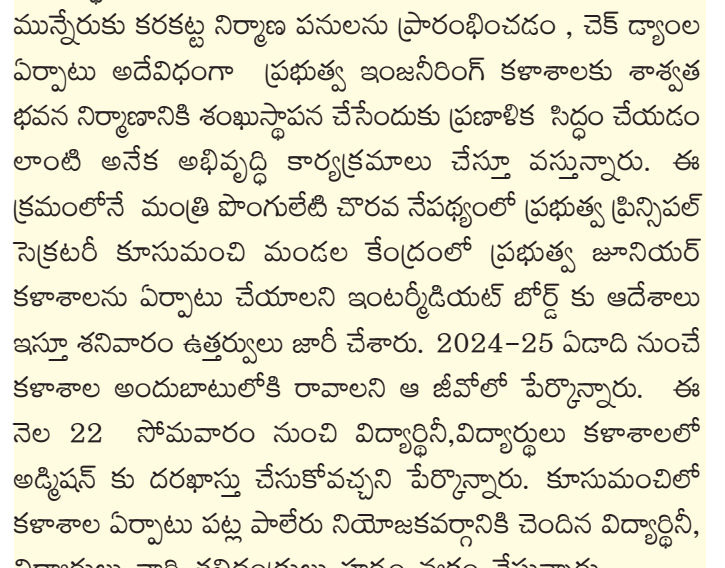 మున్నేరుకు కరకట్ట నిర్మాణ పనులను ప్రారంభించడం , చెక్ డ్యాంల
ఏర్పాటు అదేవిధంగా ప్రభుత్వ ఇంజనీరింగ్ కళాశాలకు శాశ్వత
భవన నిర్మాణానికి శంఖుస్థాపన చేసేందుకు ప్రణాళిక సిద్ధం చేయడం
లాంటి అనేక అభివృద్ధి కార్యక్రమాలు చేస్తూ వస్తున్నారు. ఈ
క్రమంలోనే మంత్రి పొంగులేటి చొరవ నేపథ్యంలో ప్రభుత్వ ప్రిన్సిపల్
సెక్రటరీ కూసుమంచి మండల కేంద్రంలో ప్రభుత్వ జూనియర్
కళాశాలను ఏర్పాటు చేయాలని ఇంటర్మీడియట్ బోర్డ్ కు ఆదేశాలు
ఇస్తూ శనివారం ఉత్తర్వులు జారీ చేశారు. 2024-25 ఏడాది నుంచే
కళాశాల అందుబాటులోకి రావాలని ఆ జీవోలో పేర్కొన్నారు. ఈ
నెల 22 సోమవారం నుంచి విద్యార్థినీ,విద్యార్థులు కళాశాలలో
అడ్మిషన్ కు దరఖాస్తు చేసుకోవచ్చని పేర్కొన్నారు. కూసుమంచిలో
కళాశాల ఏర్పాటు పట్ల పాలేరు నియోజకవర్గానికి చెందిన విద్యార్థినీ,